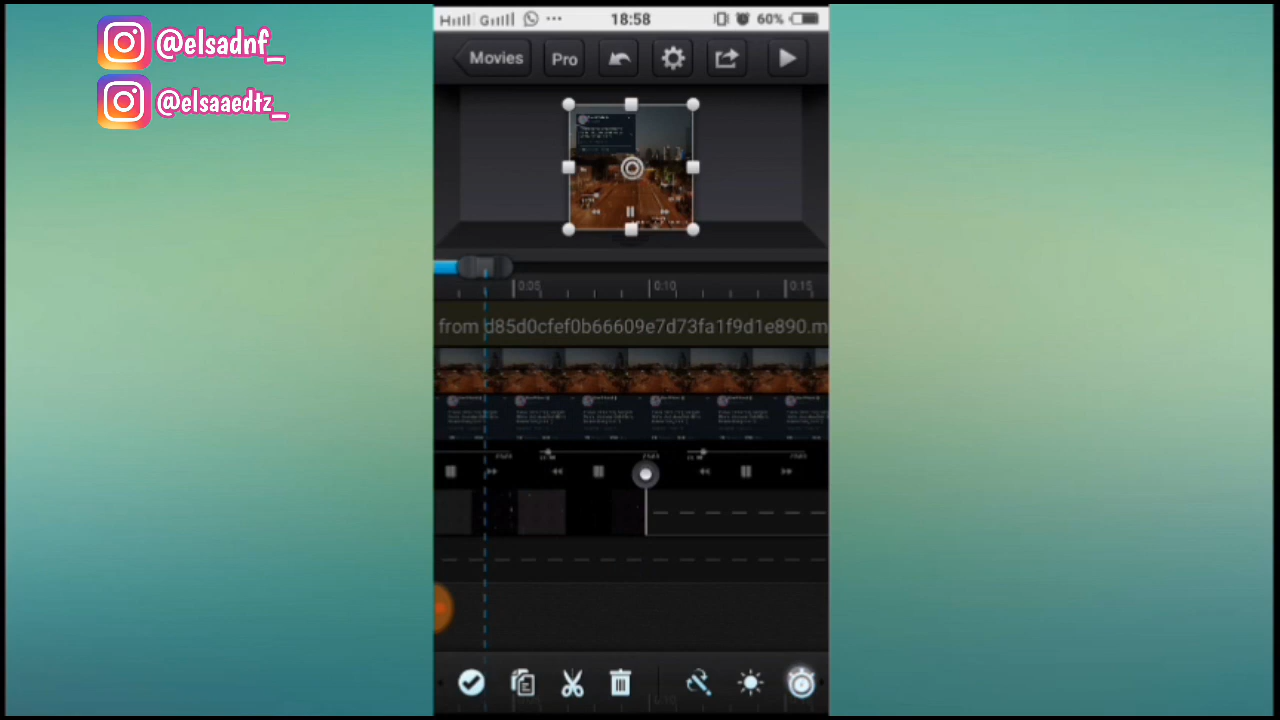 @elsadnf_
@elsaaedtz_
18:58
60%
Movies
Pro
0:05
0:10
0:15
from d85d0cfef0b66609e7d73fa1f9d1e890.m